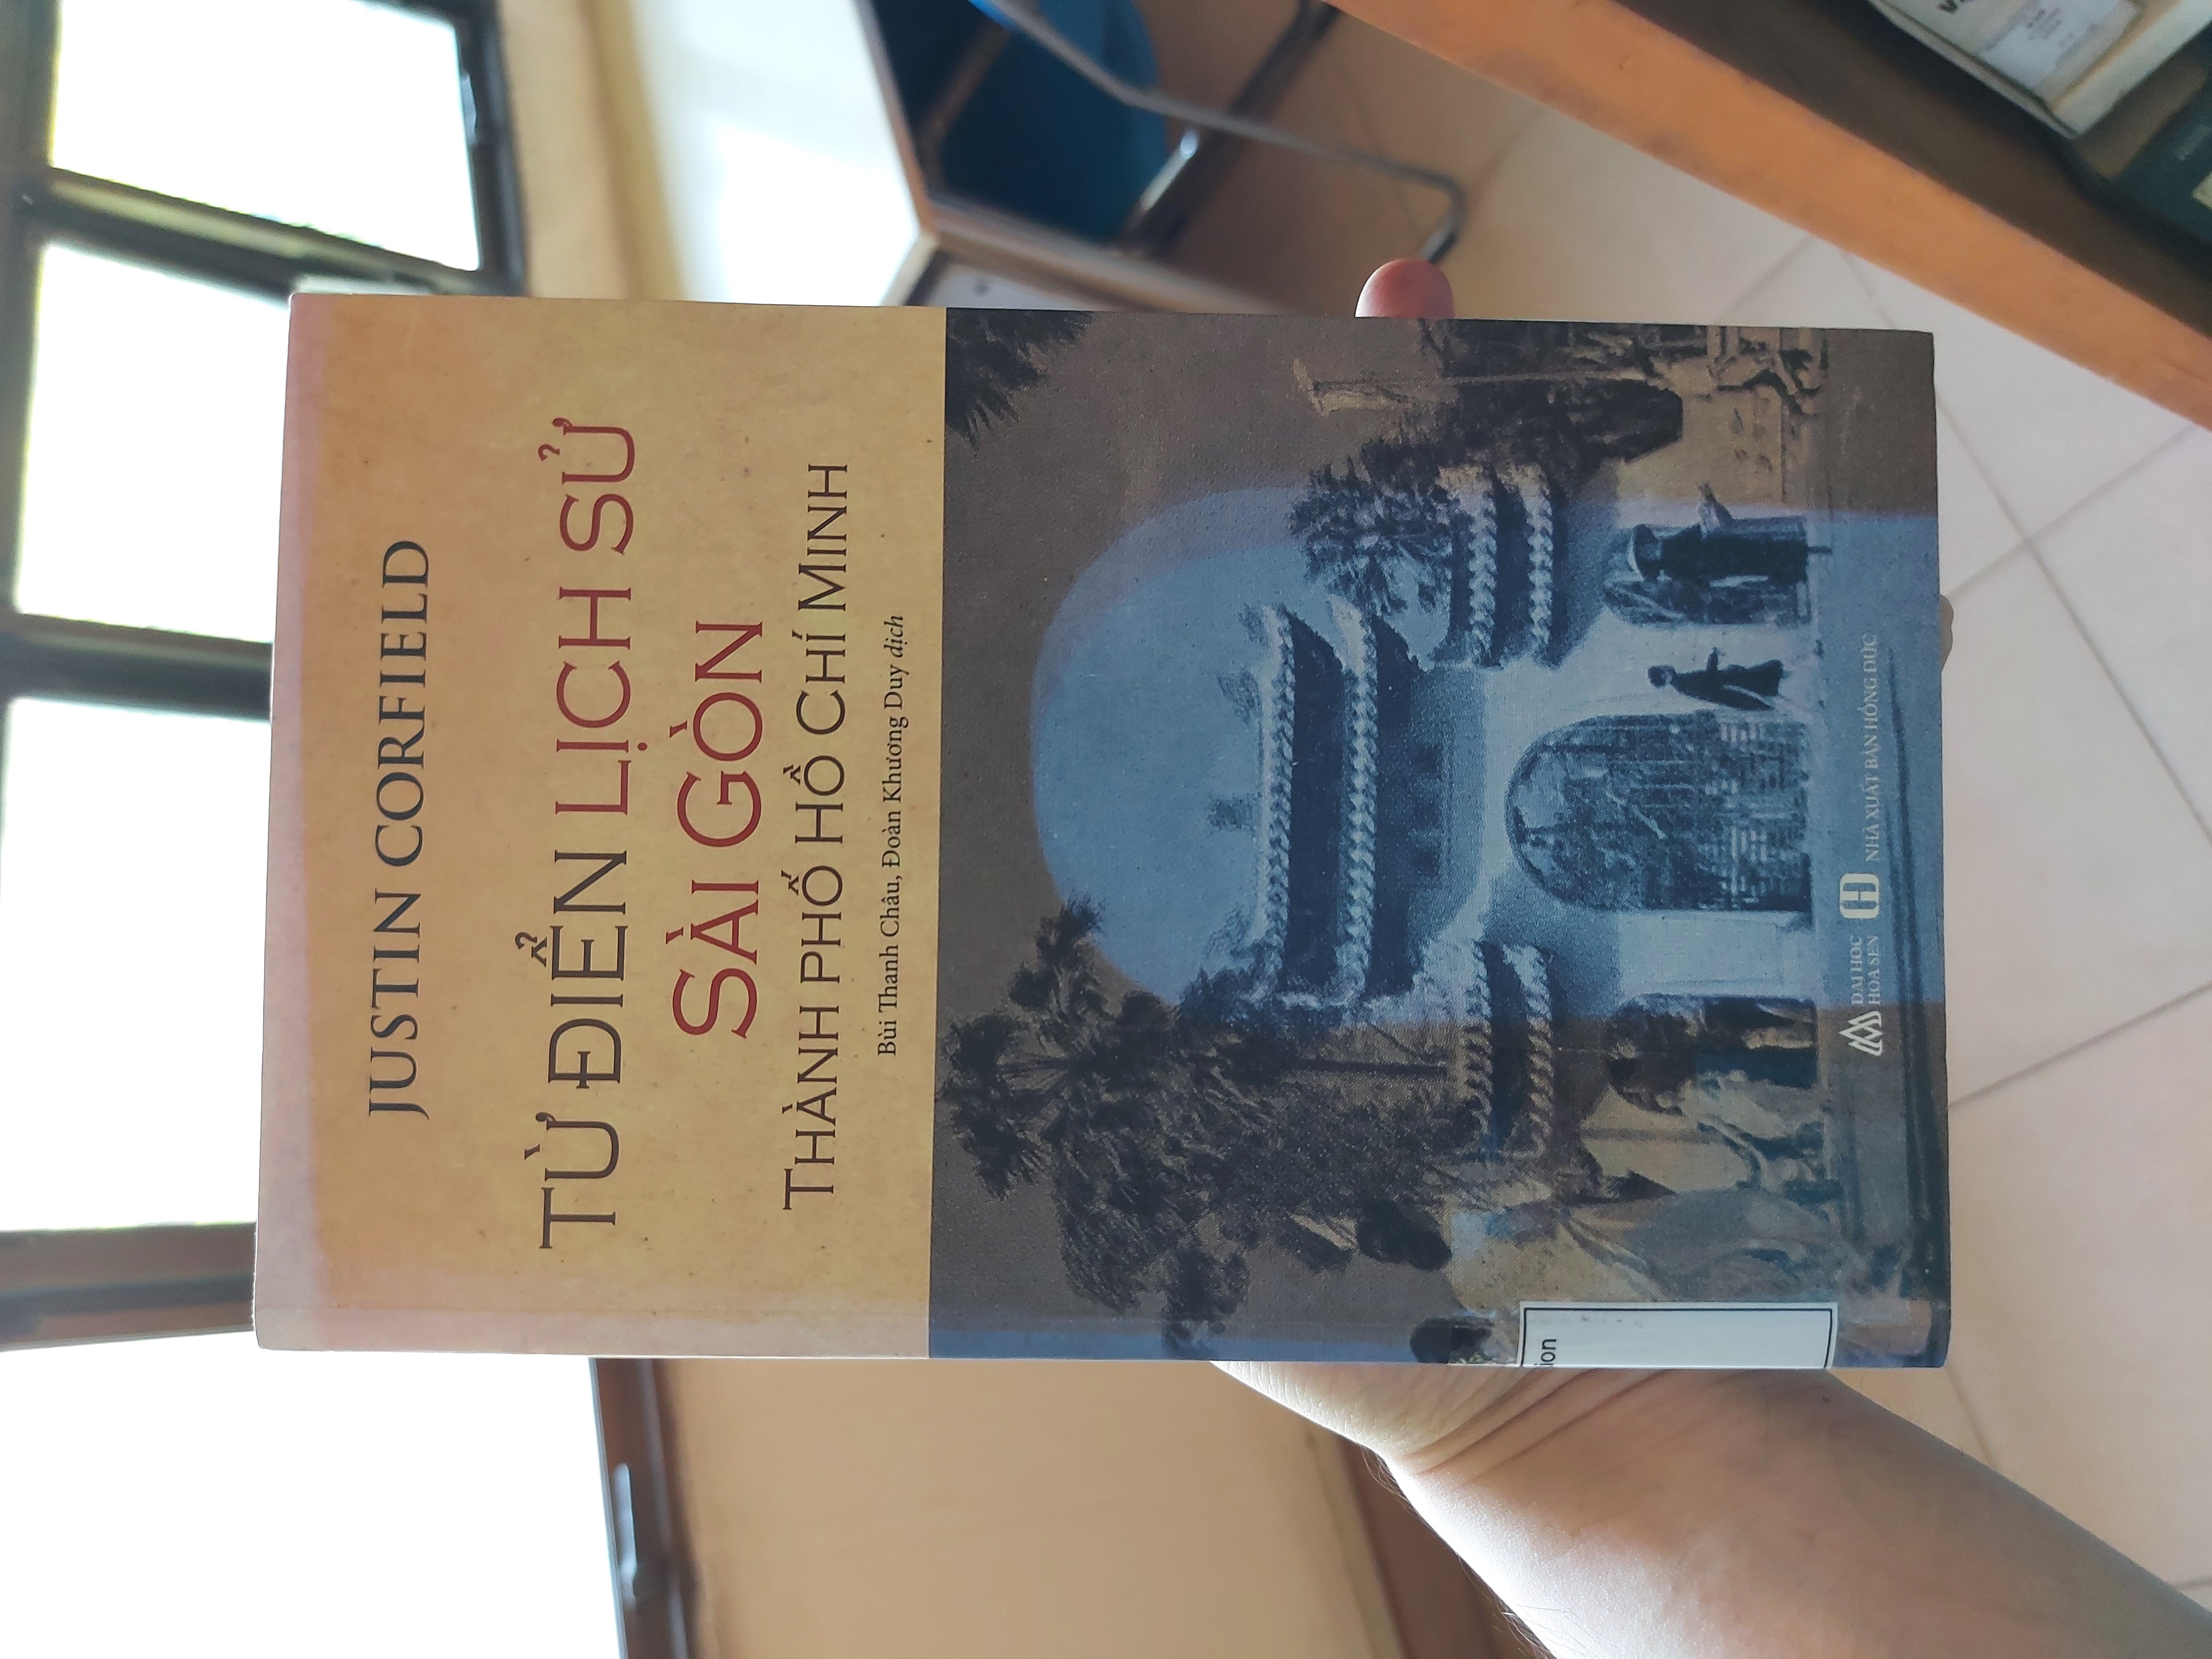 JUSTIN CORFIELD
TỪ ĐIỂN LỊCH SỬ
SÀI GÒN
THÀNH PHỐ HỒ CHÍ MINH
Bùi Thanh Châu, Đoàn Khương Duy dịch
ion
ĐẠI HỌC
HOA SEN
NHÀ XUẤT BẢN HỒNG ĐỨC